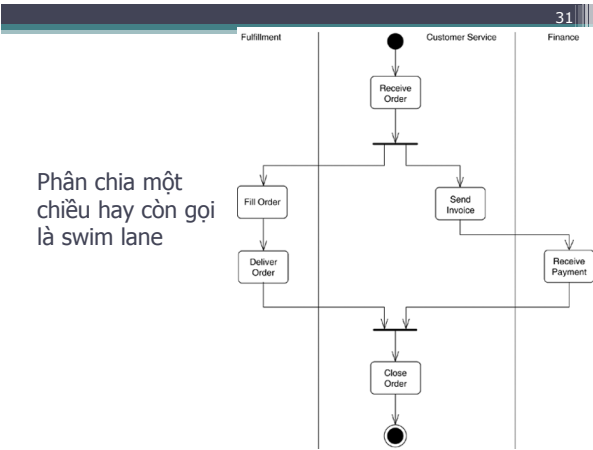 31
Fulfillment
Customer Service
Finance
Receive
Order
Phân chia một
chiều hay còn gọi
là swim lane
Fill Order
Send
Invoice
Deliver
Order
Receive
Payment
Close
Order